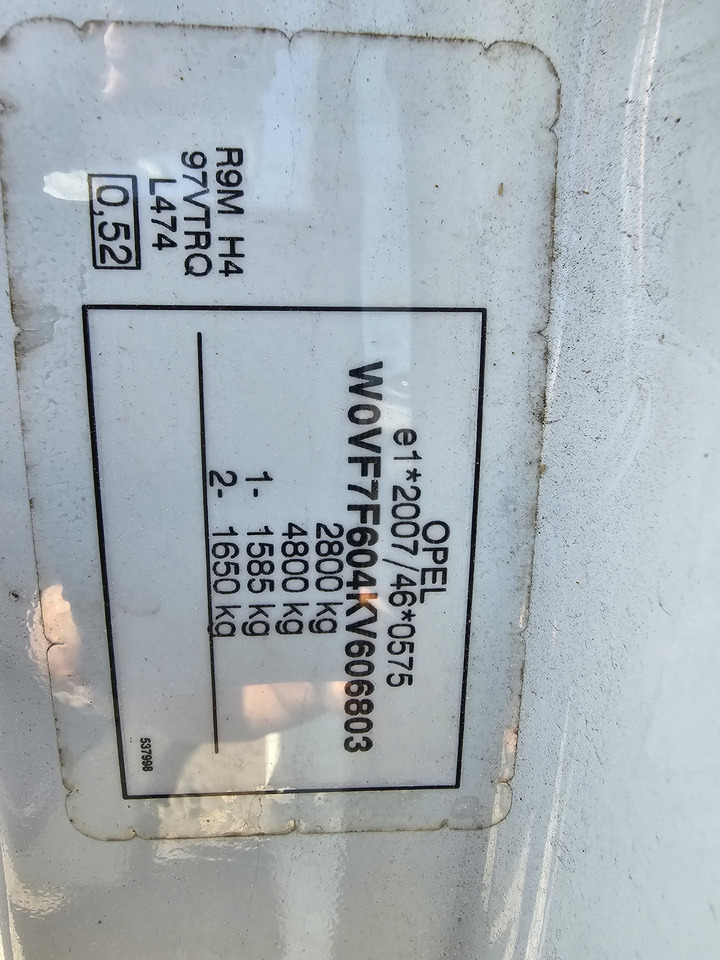 OPEL
e1*2007/46*0575
W0VF7F604KV606803
2800 kg
4800 kg
1- 1585 kg
2- 1650 kg
537998
R9M H4
97VTRQ
L474
0,52